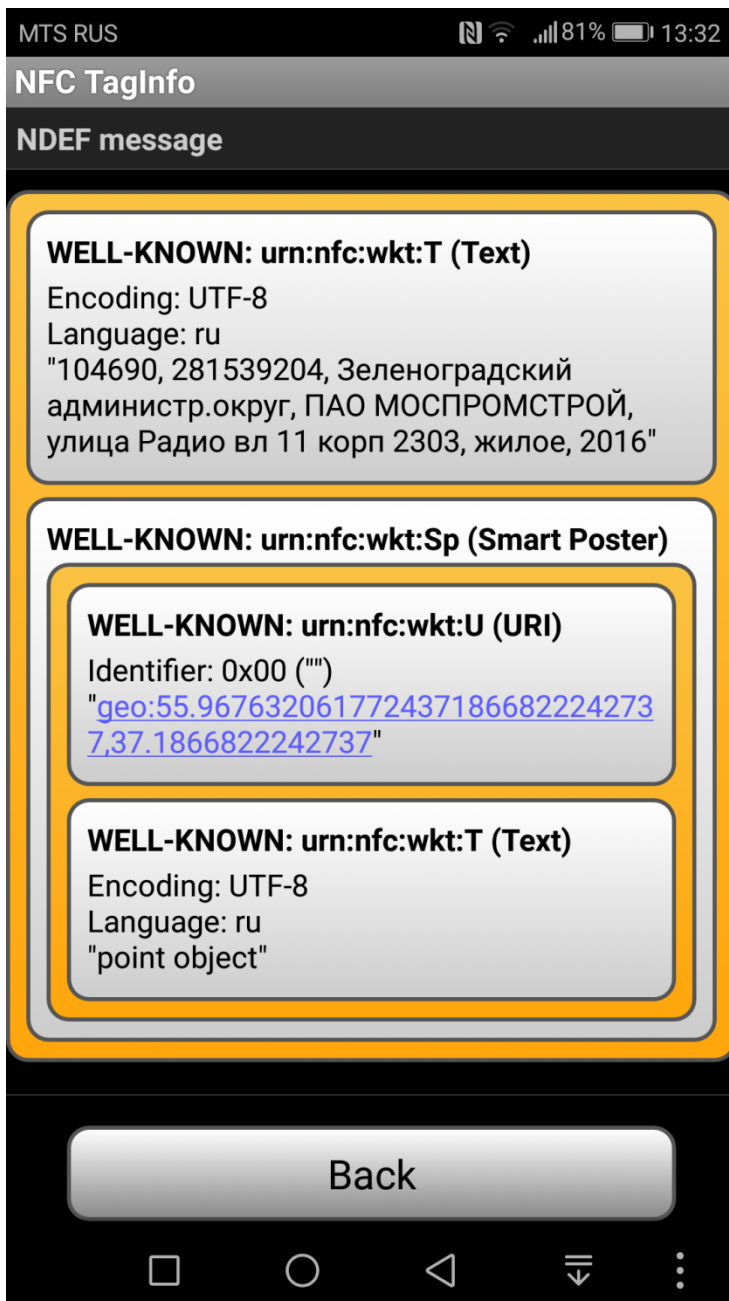 MTS RUS 81% 13:32
NFC TagInfo
NDEF message
WELL-KNOWN: urn:nfc:wkt:T (Text)
Encoding: UTF-8
Language: ru
"104690, 281539204, Зеленоградский
администр.округ, ПАО МОСПРОМСТРОЙ,
улица Радио вл 11 корп 2303, жилое, 2016"
WELL-KNOWN: urn:nfc:wkt:Sp (Smart Poster)
WELL-KNOWN: urn:nfc:wkt:U (URI)
Identifier: 0x00 ("")
"geo:55.967632061772437186682224273
7,37.1866822242737"
WELL-KNOWN: urn:nfc:wkt:T (Text)
Encoding: UTF-8
Language: ru
"point object"
Back